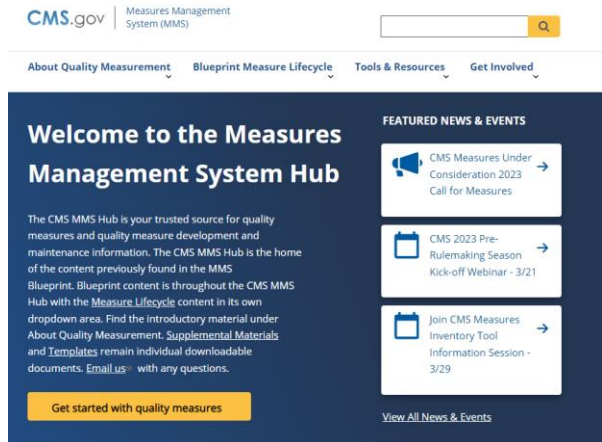 CMS.gov
Measures Management
System (MMS)
About Quality Measurement Blueprint Measure Lifecycle Tools & Resources Get Involved
Welcome to the Measures
Management System Hub
The CMS MMS Hub is your trusted source for quality
measures and quality measure development and
maintenance information. The CMS MMS Hub is the home
of the content previously found in the MMS
Blueprint. Blueprint content is throughout the CMS MMS
Hub with the Measure Lifecycle content in its own
dropdown area. Find the introductory material under
About Quality Measurement. Supplemental Materials
and Templates remain individual downloadable
documents. Email us with any questions.
Get started with quality measures
FEATURED NEWS & EVENTS
CMS Measures Under
Consideration 2023
Call for Measures
CMS 2023 Pre-
Rulemaking Season
Kick-off Webinar - 3/21
Join CMS Measures
Inventory Tool
Information Session -
3/29
View All News & Events